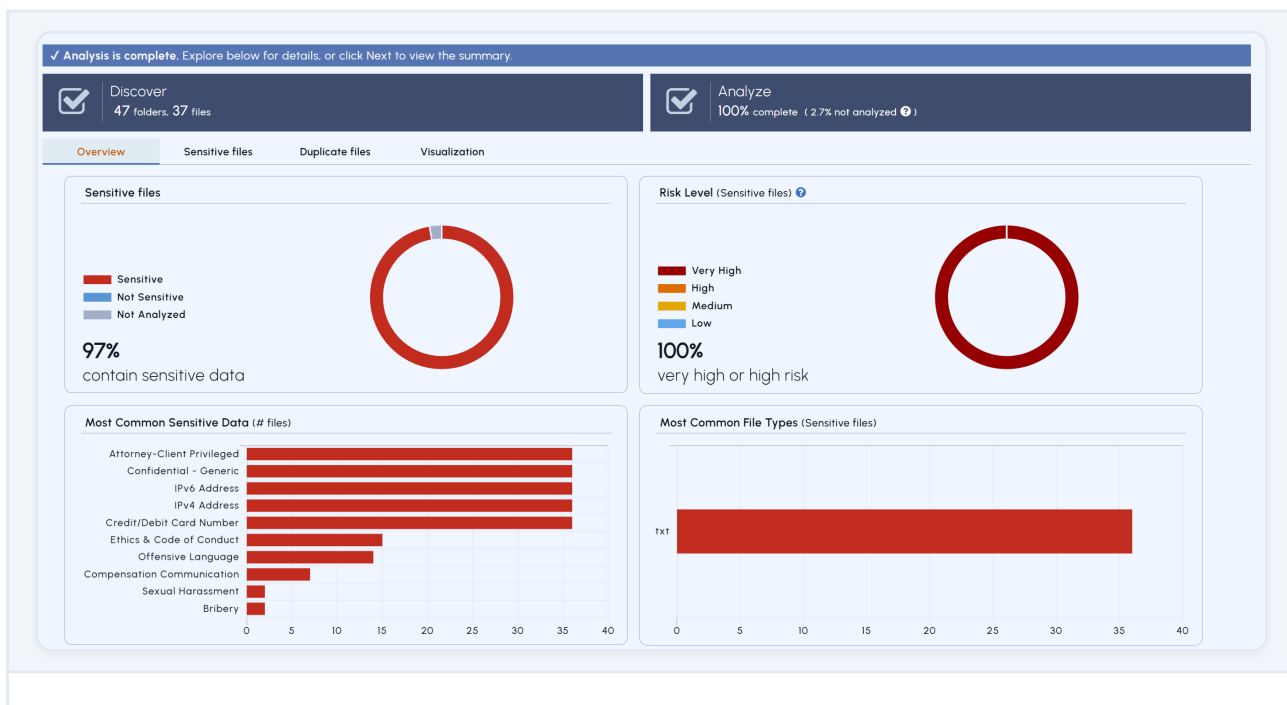 ✓ Analysis is complete. Explore below for details, or click Next to view the summary.
Discover
47 folders, 37 files
Analyze
100% complete ( 2.7% not analyzed ? )
Overview
Sensitive files
Duplicate files
Visualization
Sensitive files
Sensitive
Not Sensitive
Not Analyzed
97%
contain sensitive data
Risk Level (Sensitive files) ?
Very High
High
Medium
Low
100%
very high or high risk
Most Common Sensitive Data (# files)
Attorney-Client Privileged
Confidential - Generic
IPv6 Address
IPv4 Address
Credit/Debit Card Number
Ethics & Code of Conduct
Offensive Language
Compensation Communication
Sexual Harassment
Bribery
0 5 10 15 20 25 30 35 40
Most Common File Types (Sensitive files)
txt
0 5 10 15 20 25 30 35 40